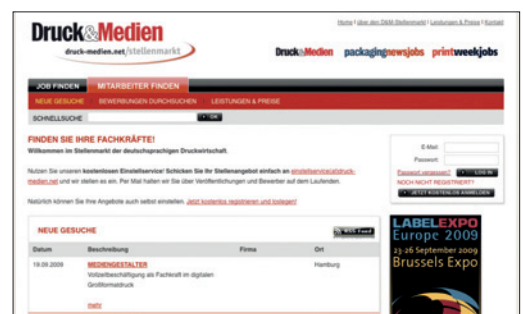 Druck&Medien
druck-medien.net/stellenmarkt
Home | über den D&M-Stellenmarkt | Leistungen & Preise | Kontakt
Druck&Medien packagingnewsjobs printweekjobs
JOB FINDEN MITARBEITER FINDEN
NEUE GESUCHE BEWERBUNGEN DURCHSUCHEN LEISTUNGEN & PREISE
SCHNELLSUCHE OK
FINDEN SIE IHRE FACHKRÄFTE!
Willkommen im Stellenmarkt der deutschsprachigen Druckwirtschaft.
Nutzen Sie unseren kostenlosen Einstellservice! Schicken Sie Ihr Stellenangebot einfach an einstellservice(at)druck-
medien.net und wir stellen es ein. Per Mail halten wir Sie über Veröffentlichungen und Bewerber auf dem Laufenden.
Natürlich können Sie Ihre Angebote auch selbst einstellen. Jetzt kostenlos registrieren und loslegen!
E-Mail:
Passwort:
Passwort vergessen? LOG IN
NOCH NICHT REGISTRIERT?
JETZT KOSTENLOS ANMELDEN
NEUE GESUCHE RSS Feed
Datum Beschreibung Firma Ort
19.09.2009 MEDIENGESTALTER Hamburg
Vollzeitbeschäftigung als Fachkraft im digitalen
Großformatdruck
mehr
LABELEXPO
Europe 2009
23-26 September 2009
Brussels Expo